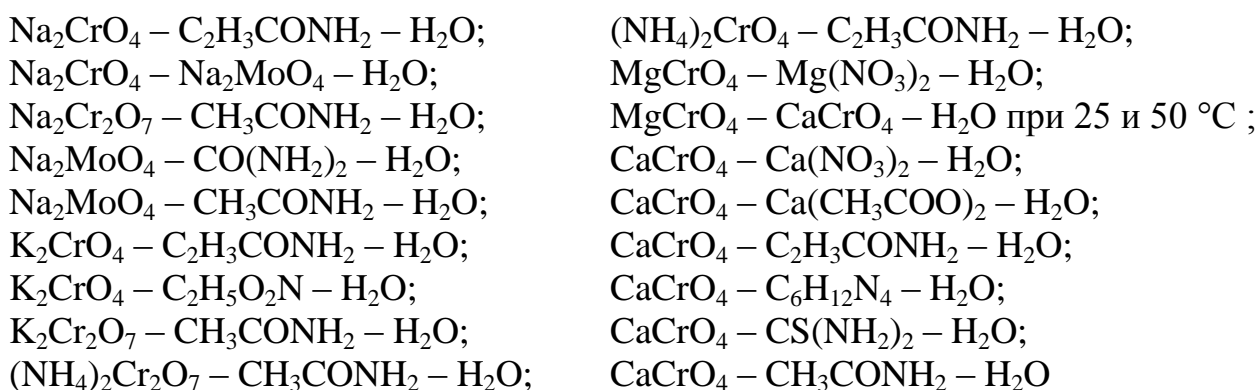 Na₂CrO₄ – C₂H₃CONH₂ – H₂O;
Na₂CrO₄ – Na₂MoO₄ – H₂O;
Na₂Cr₂O₇ – CH₃CONH₂ – H₂O;
Na₂MoO₄ – CO(NH₂)₂ – H₂O;
Na₂MoO₄ – CH₃CONH₂ – H₂O;
K₂CrO₄ – C₂H₃CONH₂ – H₂O;
K₂CrO₄ – C₂H₅O₂N – H₂O;
K₂Cr₂O₇ – CH₃CONH₂ – H₂O;
(NH₄)₂Cr₂O₇ – CH₃CONH₂ – H₂O;
(NH₄)₂CrO₄ – C₂H₃CONH₂ – H₂O;
MgCrO₄ – Mg(NO₃)₂ – H₂O;
MgCrO₄ – CaCrO₄ – H₂O при 25 и 50 °C ;
CaCrO₄ – Ca(NO₃)₂ – H₂O;
CaCrO₄ – Ca(CH₃COO)₂ – H₂O;
CaCrO₄ – C₂H₃CONH₂ – H₂O;
CaCrO₄ – C₆H₁₂N₄ – H₂O;
CaCrO₄ – CS(NH₂)₂ – H₂O;
CaCrO₄ – CH₃CONH₂ – H₂O